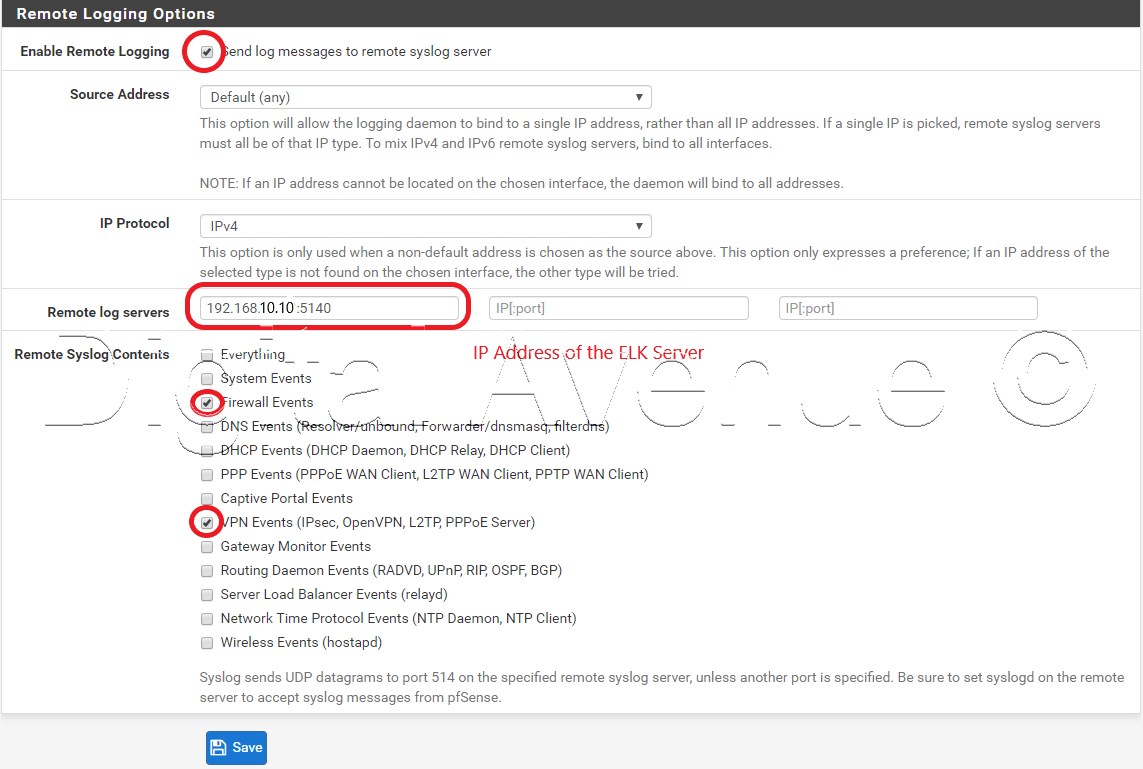 Remote Logging Options
Enable Remote Logging Send log messages to remote syslog server
Source Address Default (any)
This option will allow the logging daemon to bind to a single IP address, rather than all IP addresses. If a single IP is picked, remote syslog servers
must all be of that IP type. To mix IPv4 and IPv6 remote syslog servers, bind to all interfaces.
NOTE: If an IP address cannot be located on the chosen interface, the daemon will bind to all addresses.
IP Protocol IPv4
This option is only used when a non-default address is chosen as the source above. This option only expresses a preference; If an IP address of the
selected type is not found on the chosen interface, the other type will be tried.
Remote log servers 192.168.10.10 :5140 IP[:port] IP[:port]
IP Address of the ELK Server
Remote Syslog Contents Everything
System Events
Firewall Events
DNS Events (Resolver/unbound, Forwarder/dnsmasq, filterdns)
DHCP Events (DHCP Daemon, DHCP Relay, DHCP Client)
PPP Events (PPPoE WAN Client, L2TP WAN Client, PPTP WAN Client)
Captive Portal Events
VPN Events (IPsec, OpenVPN, L2TP, PPPoE Server)
Gateway Monitor Events
Routing Daemon Events (RADVD, UPnP, RIP, OSPF, BGP)
Server Load Balancer Events (relayd)
Network Time Protocol Events (NTP Daemon, NTP Client)
Wireless Events (hostapd)
Digital Avenue ©
Syslog sends UDP datagrams to port 514 on the specified remote syslog server, unless another port is specified. Be sure to set syslogd on the remote
server to accept syslog messages from pfSense.
Save